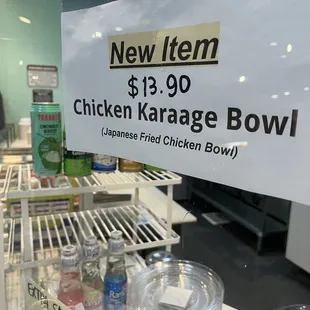 New Item
$13.90
Chicken Karaage Bowl
(Japanese Fried Chicken Bowl)